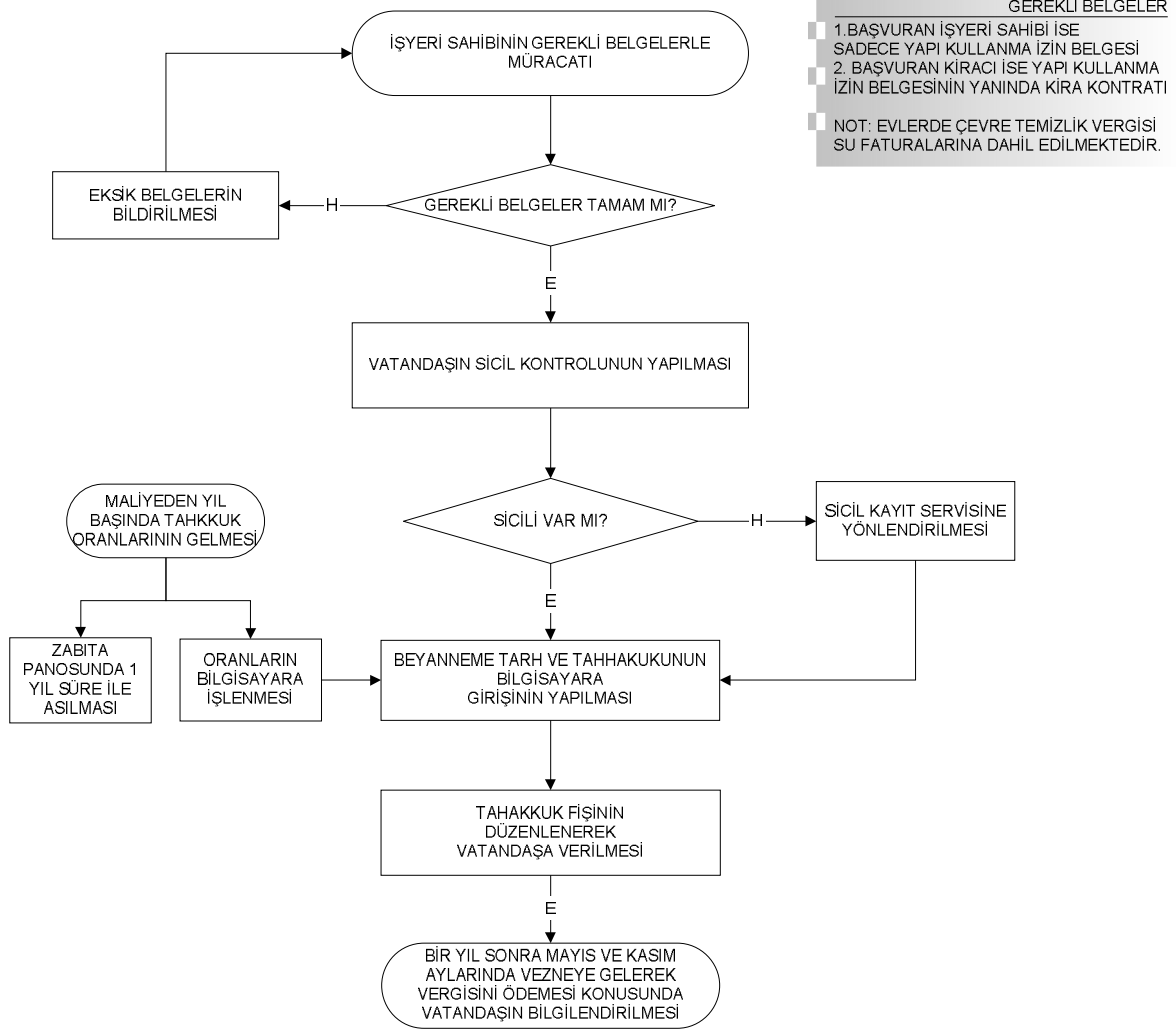 GEREKLİ BELGELER
1.BAŞVURAN İŞYERİ SAHİBİ İSE
SADECE YAPI KULLANMA İZİN BELGESİ
2. BAŞVURAN KİRACI İSE YAPI KULLANMA
İZİN BELGESİNİN YANINDA KİRA KONTRATI
NOT: EVLERDE ÇEVRE TEMİZLİK VERGİSİ
SU FATURALARINA DAHİL EDİLMEKTEDİR.
İŞYERİ SAHİBİNİN GEREKLİ BELGELERLE
MÜRACATI
GEREKLİ BELGELER TAMAM MI?
H
EKSİK BELGELERİN
BİLDİRİLMESİ
E
VATANDAŞIN SİCİL KONTROLUNUN YAPILMASI
SİCİLİ VAR MI?
H
SİCİL KAYIT SERVİSİNE
YÖNLENDİRİLMESİ
MALİYEDEN YIL
BAŞINDA TAHKKUK
ORANLARININ GELMESİ
E
ZABITA
PANOSUNDA 1
YIL SÜRE İLE
ASILMASI
ORANLARIN
BİLGİSAYARA
İŞLENMESİ
BEYANNEME TARH VE TAHHAKUKUNUN
BİLGİSAYARA
GİRİŞİNİN YAPILMASI
TAHAKKUK FİŞİNİN
DÜZENLENEREK
VATANDAŞA VERİLMESİ
E
BİR YIL SONRA MAYIS VE KASIM
AYLARINDA VEZNEYE GELEREK
VERGİSİNİ ÖDEMESİ KONUSUNDA
VATANDAŞIN BİLGİLENDİRİLMESİ